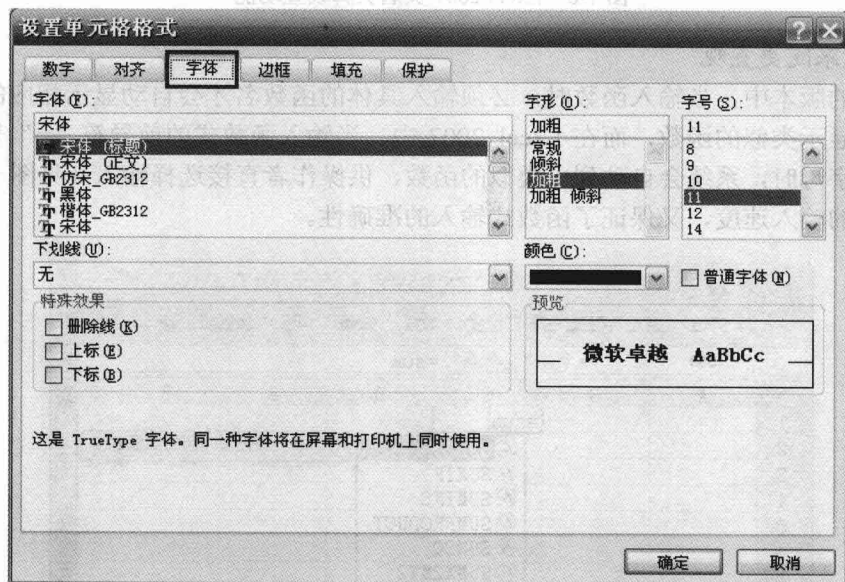 设置单元格格式
数字 对齐 字体 边框 填充 保护
字体(F): 字形(O): 字号(S):
宋体 加粗 11
宋体 (标题) 常规 8
宋体 (正文) 倾斜 9
仿宋_GB2312 加粗 10
黑体 加粗 倾斜 11
楷体_GB2312 12
宋体 14
下划线(U): 颜色(C):
无 普通字体(N)
特殊效果 预览
删除线(K)
上标(E)
下标(B)
微软卓越 AaBbCc
这是 TrueType 字体。同一种字体将在屏幕和打印机上同时使用。
确定 取消